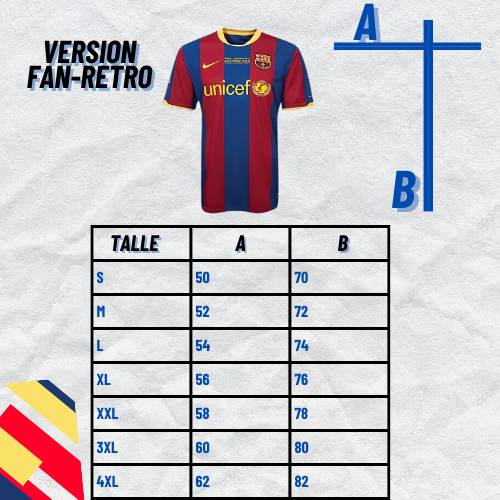 VERSION
FAN-RETRO
A
B
unicef
TALLE A B
S 50 70
M 52 72
L 54 74
XL 56 76
XXL 58 78
3XL 60 80
4XL 62 82